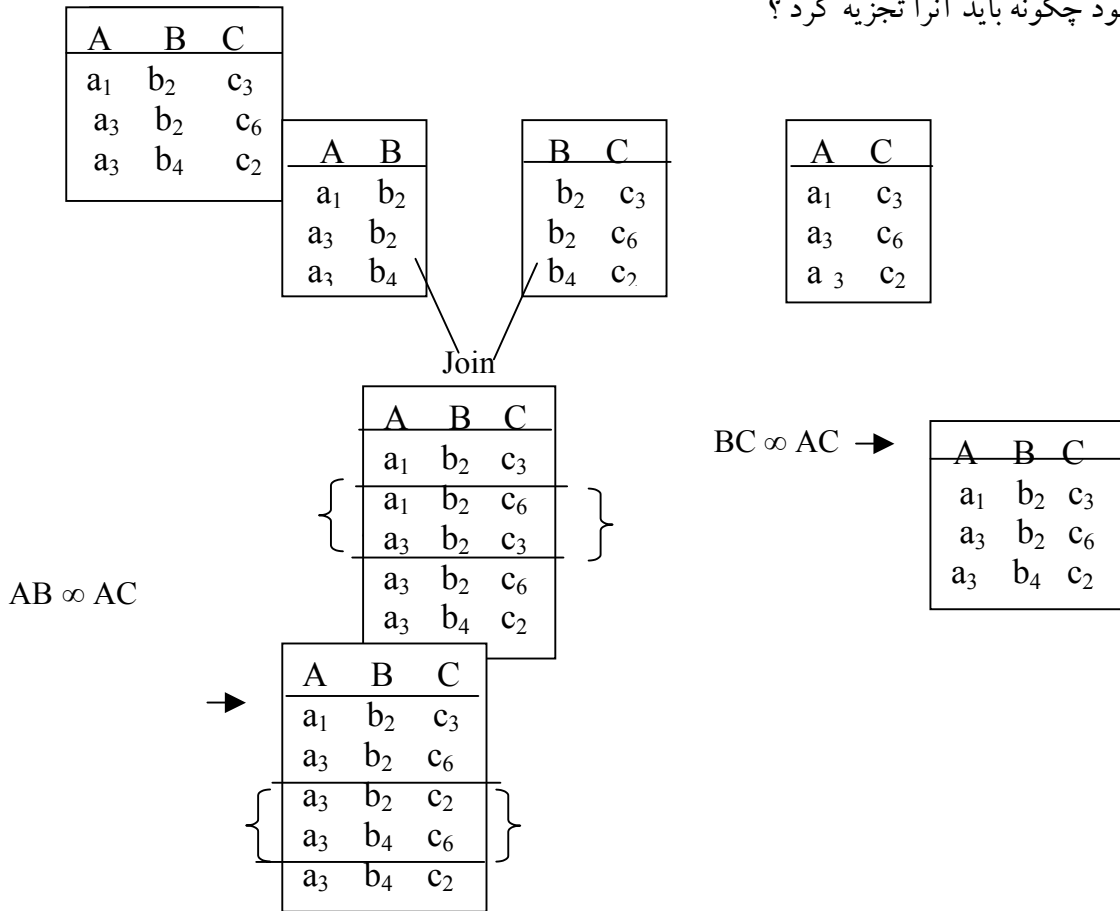 ود چگونه باید آنرا تجزیه کرد ؟
A B C
a₁ b₂ c₃
a₃ b₂ c₆
a₃ b₄ c₂
A B
a₁ b₂
a₃ b₂
a₃ b₄
B C
b₂ c₃
b₂ c₆
b₄ c₂
A C
a₁ c₃
a₃ c₆
a ₃ c₂
Join
A B C
a₁ b₂ c₃
a₁ b₂ c₆
a₃ b₂ c₃
a₃ b₂ c₆
a₃ b₄ c₂
BC ∞ AC
A B C
a₁ b₂ c₃
a₃ b₂ c₆
a₃ b₄ c₂
AB ∞ AC
A B C
a₁ b₂ c₃
a₃ b₂ c₆
a₃ b₂ c₂
a₃ b₄ c₆
a₃ b₄ c₂